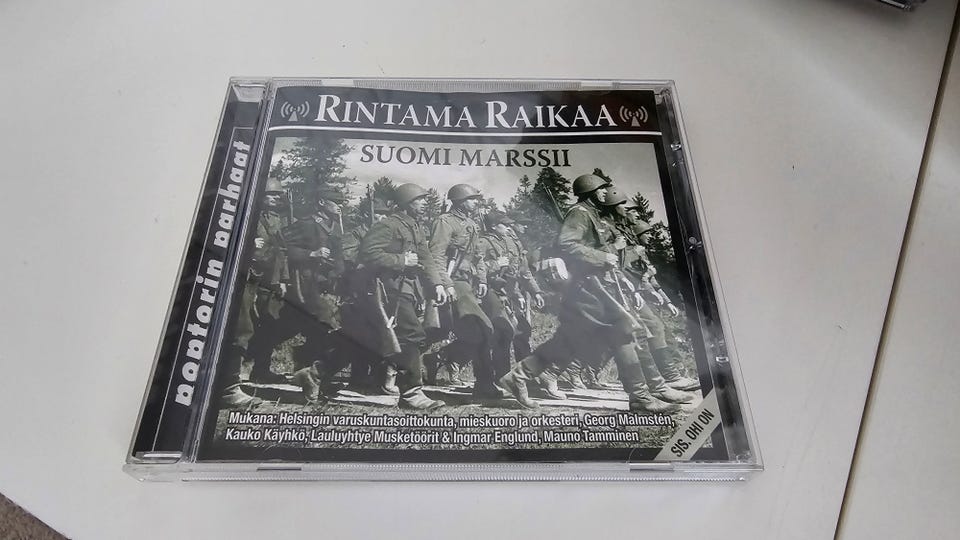 RINTAMA RAIKAA
SUOMI MARSSII
poptorin parhaat
Mukana: Helsingin varuskuntasoittokunta, mieskuoro ja orkesteri, Georg Malmstén,
Kauko Käyhkö, Lauluyhtye Musketöörit & Ingmar Englund, Mauno Tamminen
SIS. OHI ON